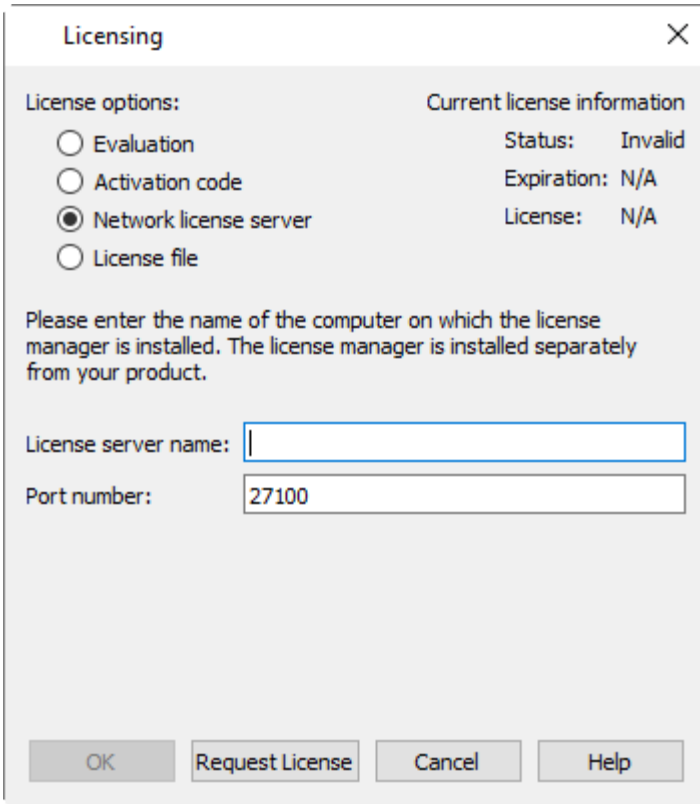 Licensing
License options:
Current license information
Evaluation
Status: Invalid
Activation code
Expiration: N/A
Network license server
License: N/A
License file
Please enter the name of the computer on which the license
manager is installed. The license manager is installed separately
from your product.
License server name:
Port number: 27100
OK Request License Cancel Help